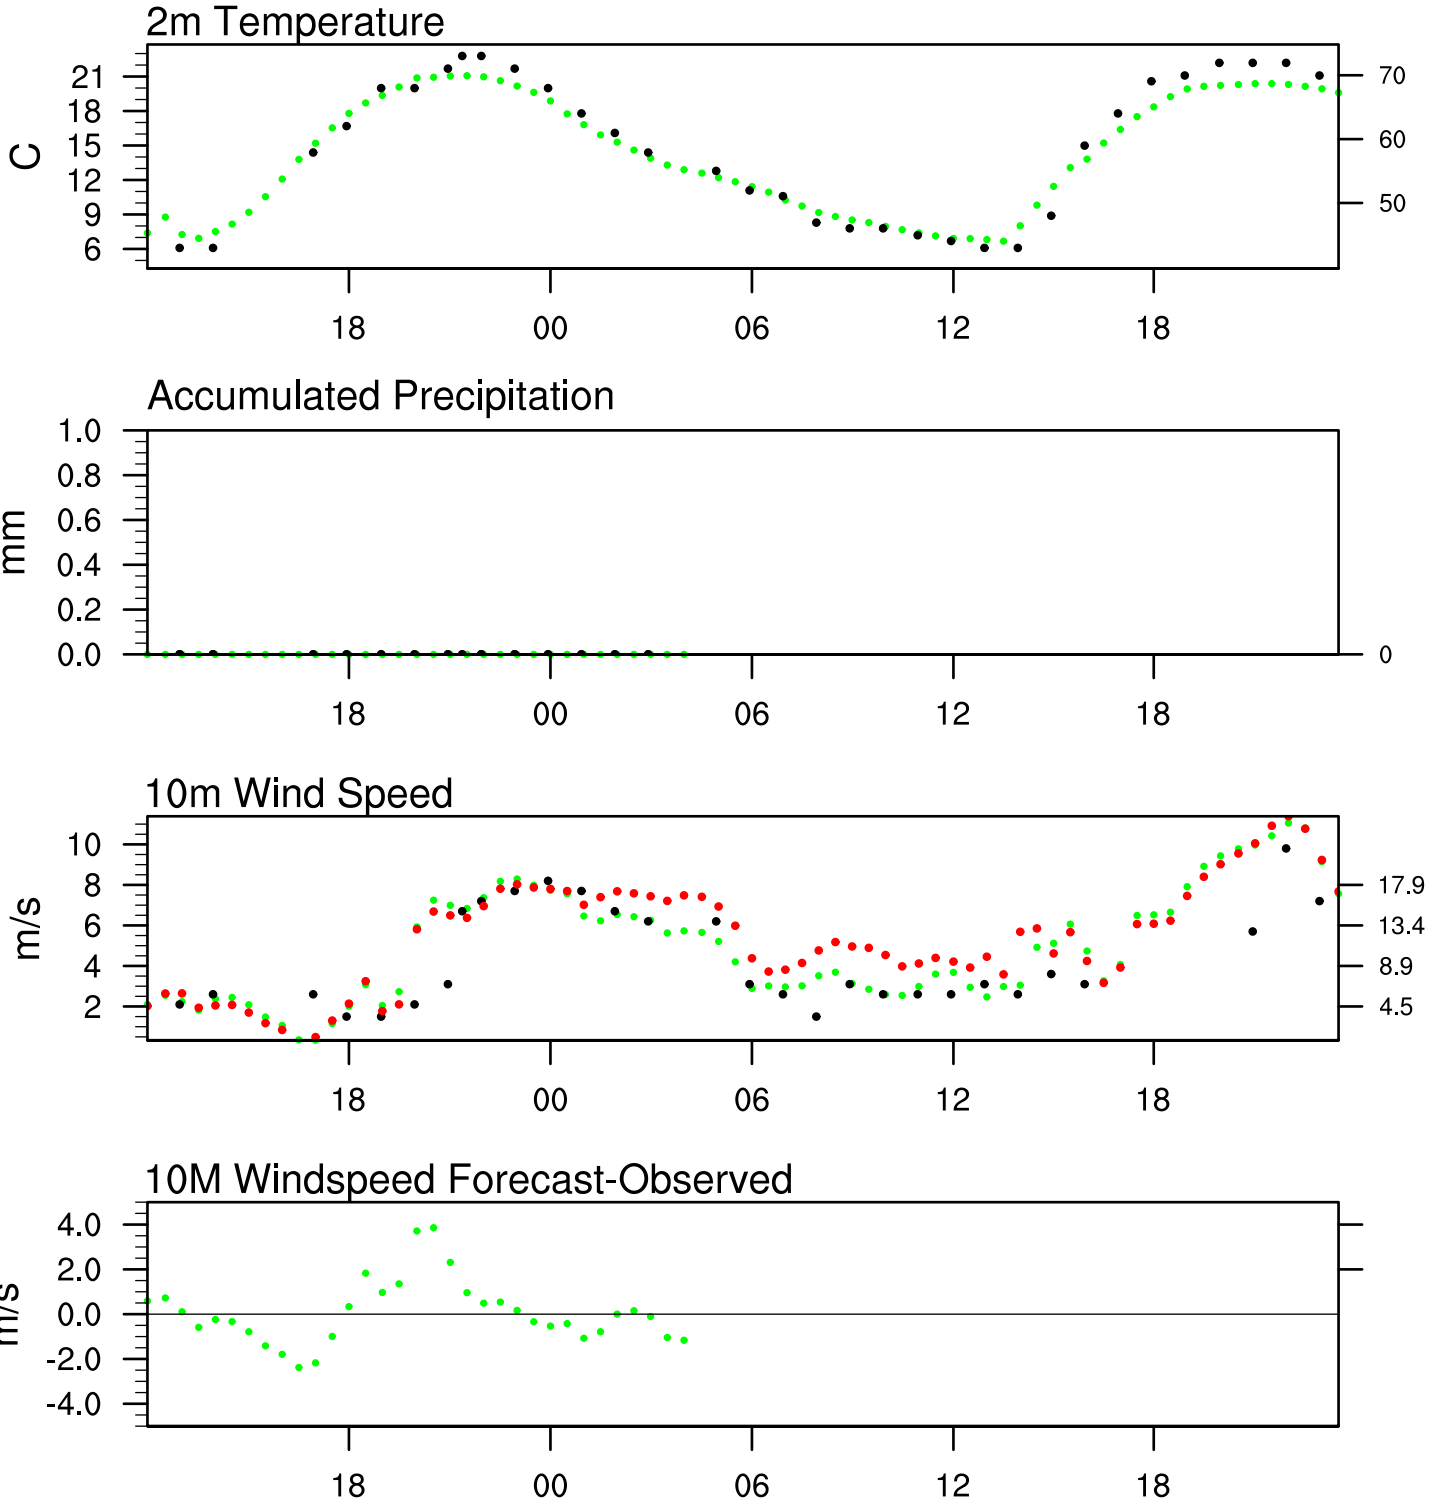 2m Temperature
21
18
15
12
9
6
C
70
60
50
18 00 06 12 18
Accumulated Precipitation
1.0
0.8
0.6
0.4
0.2
0.0
mm
0
18 00 06 12 18
10m Wind Speed
10
8
6
4
2
m/s
17.9
13.4
8.9
4.5
18 00 06 12 18
10M Windspeed Forecast-Observed
4.0
2.0
0.0
-2.0
-4.0
m/s
18 00 06 12 18